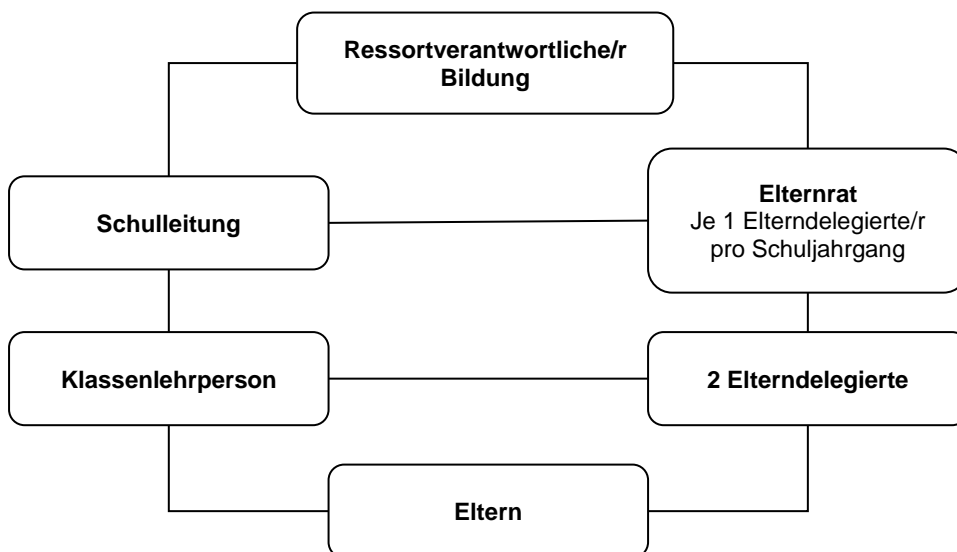 Ressortverantwortliche/r
Bildung
Schulleitung
Elternrat
Je 1 Elterndelegierte/r
pro Schuljahrgang
Klassenlehrperson
2 Elterndelegierte
Eltern